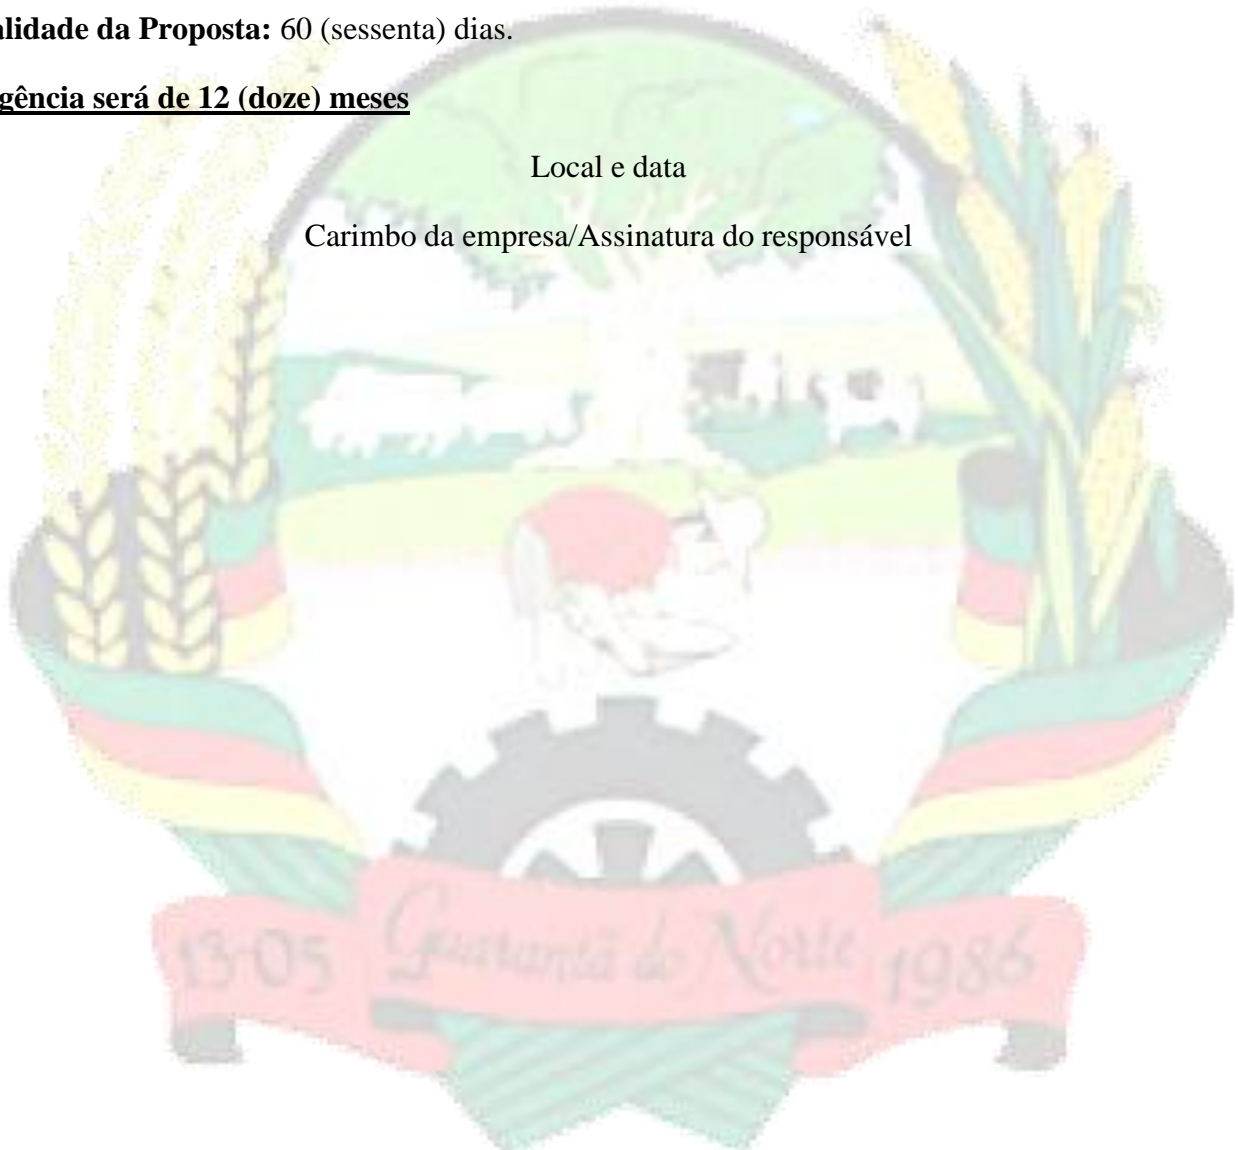 alidade da Proposta: 60 (sessenta) dias.
gência será de 12 (doze) meses
Local e data
Carimbo da empresa/Assinatura do responsável
13-05 Guarantã do Norte 1986